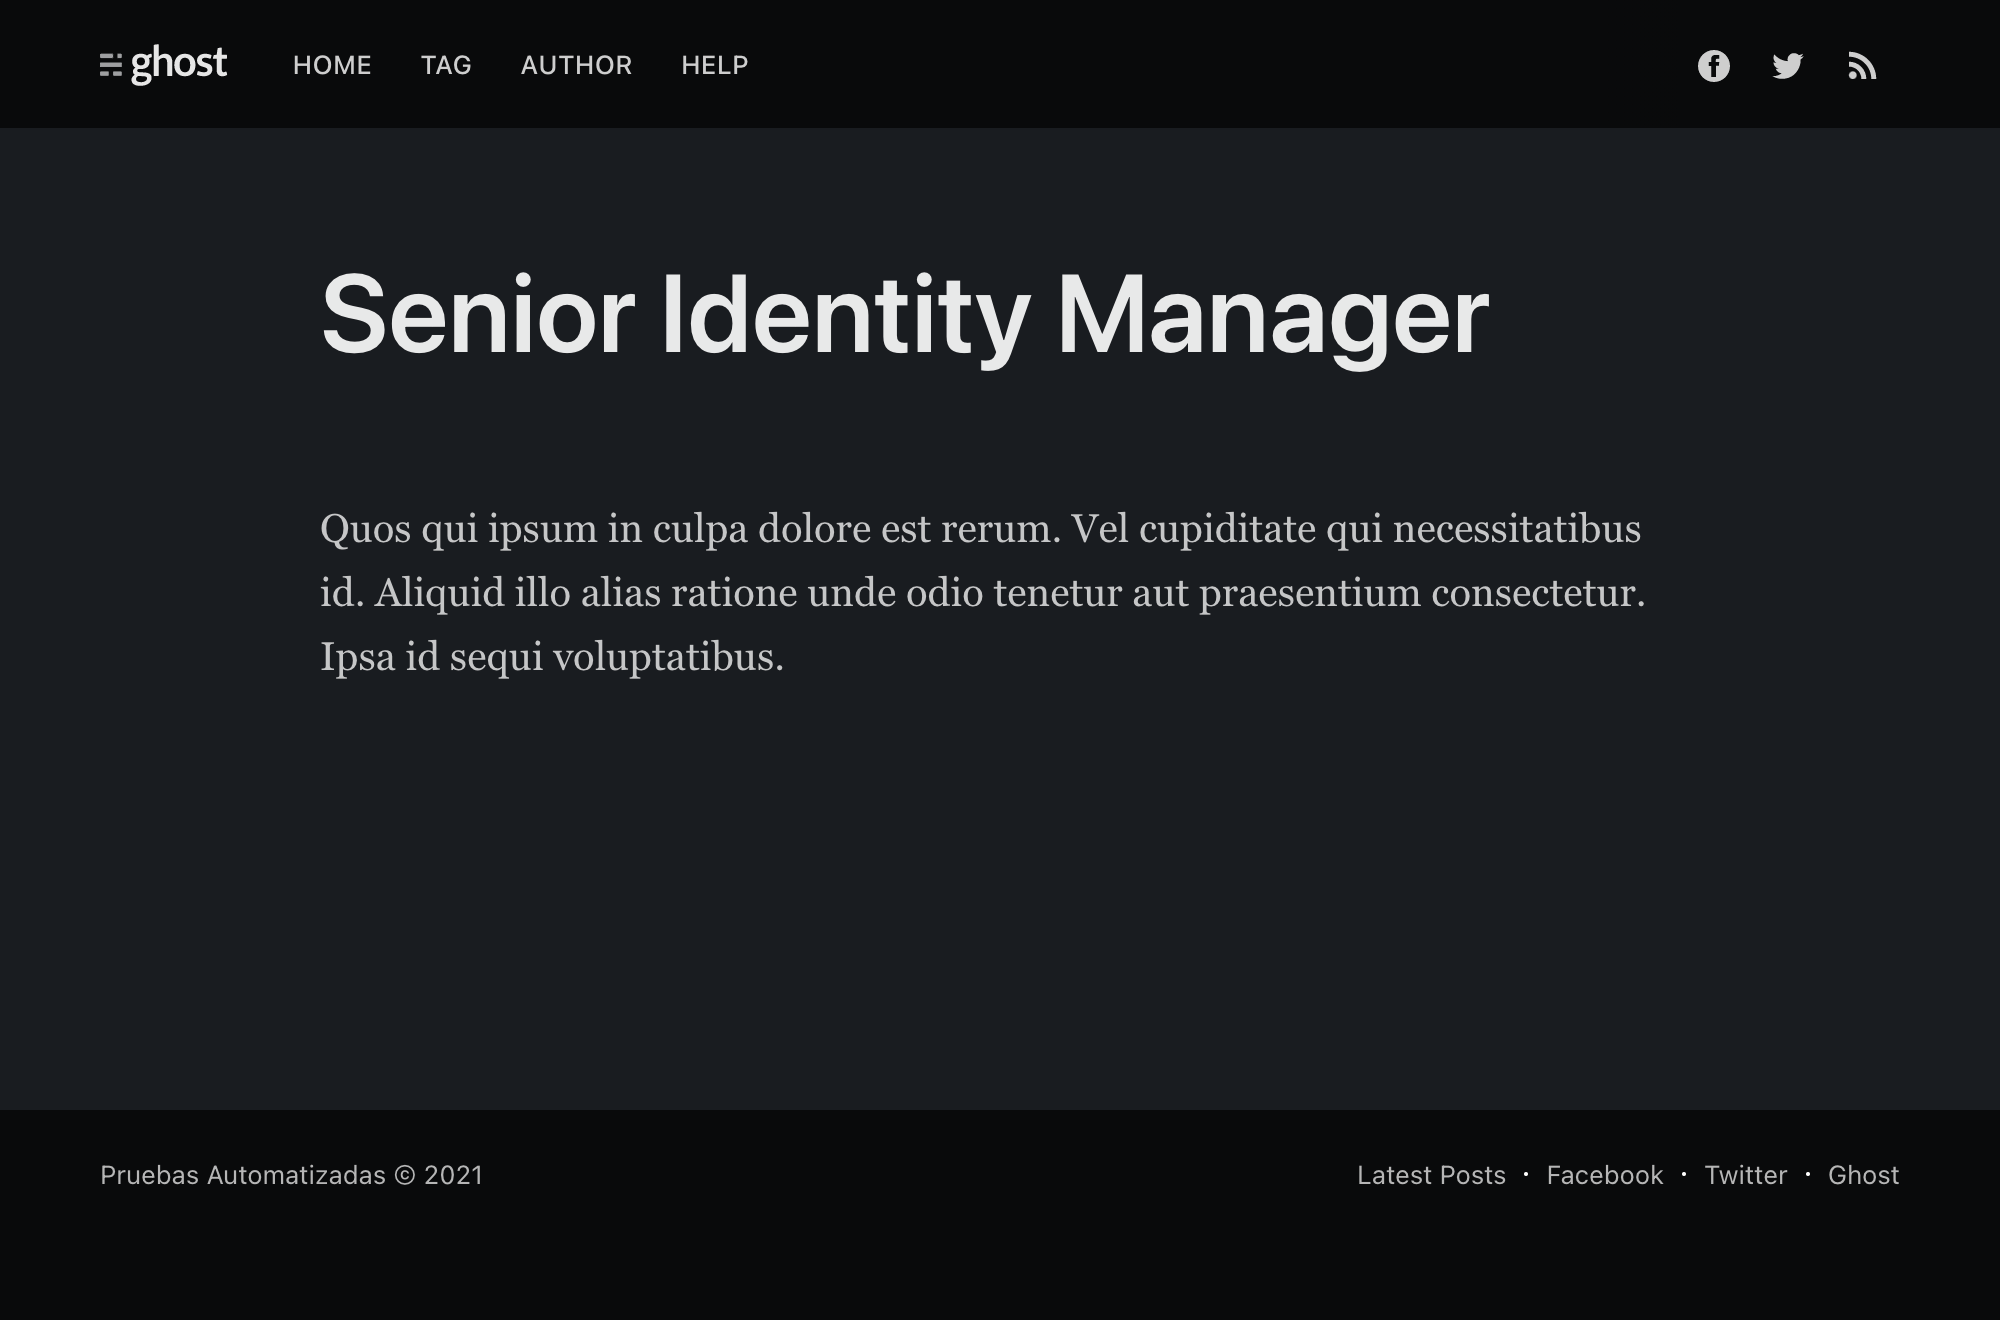 ghost HOME TAG AUTHOR HELP
Senior Identity Manager
Quos qui ipsum in culpa dolore est rerum. Vel cupiditate qui necessitatibus
id. Aliquid illo alias ratione unde odio tenetur aut praesentium consectetur.
Ipsa id sequi voluptatibus.
Pruebas Automatizadas © 2021 Latest Posts • Facebook • Twitter • Ghost